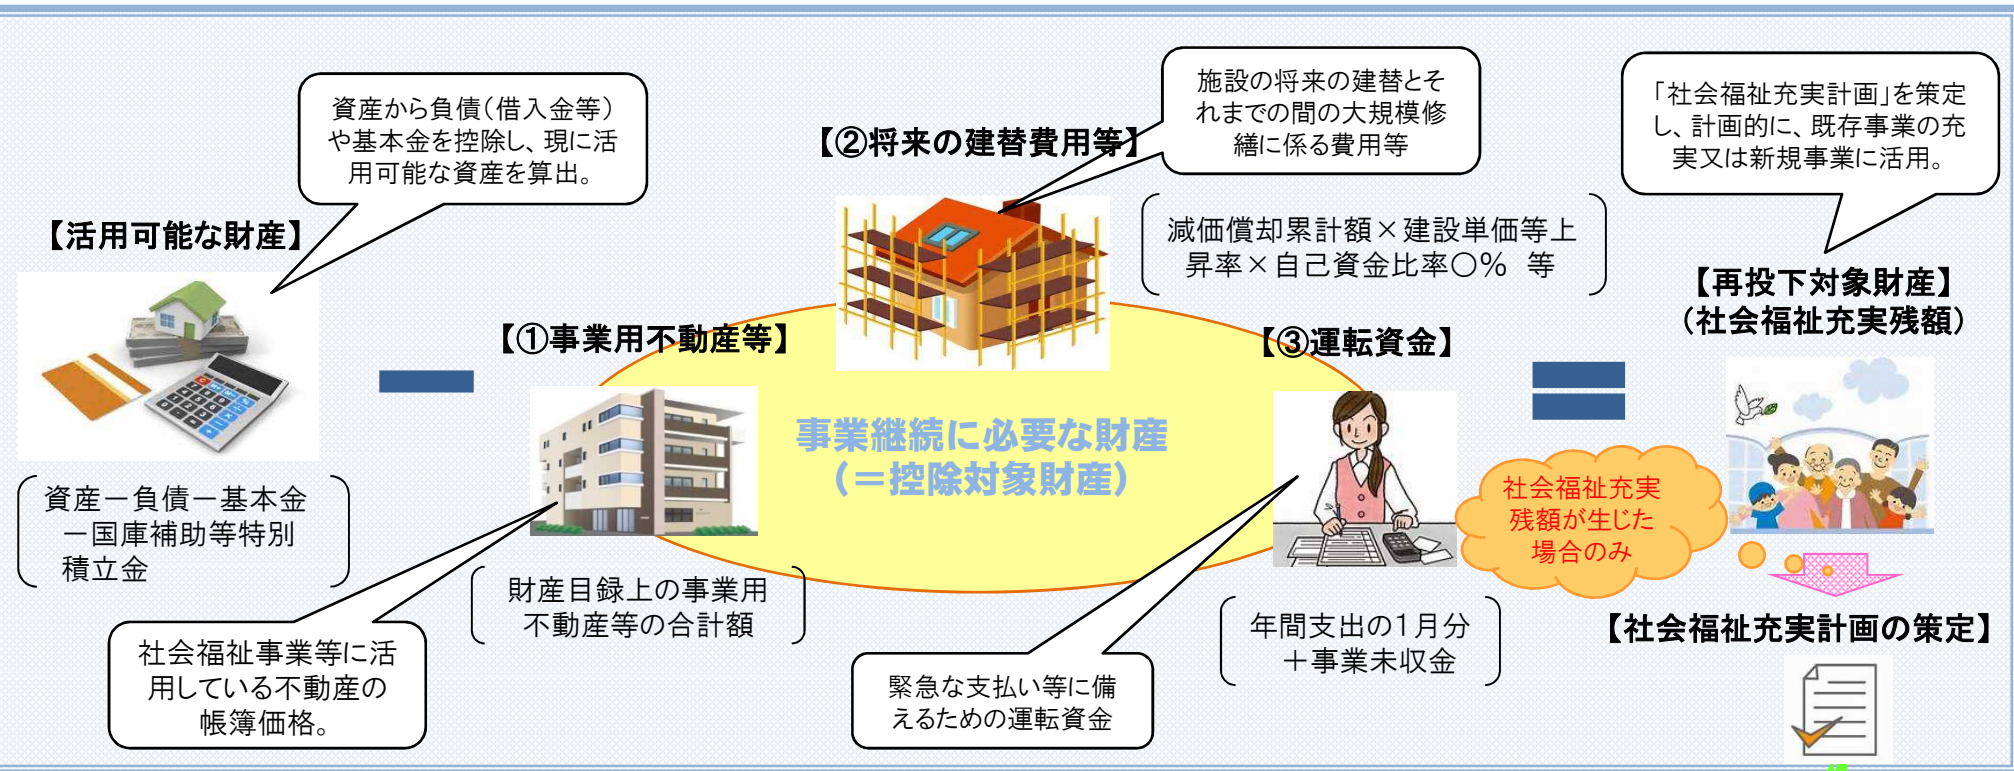 資産から負債（借入金等）
や基本金を控除し、現に活
用可能な資産を算出。
【活用可能な財産】
資産－負債－基本金
－国庫補助等特別
積立金
【①事業用不動産等】
財産目録上の事業用
不動産等の合計額
社会福祉事業等に活
用している不動産の
帳簿価格。
【②将来の建替費用等】
施設の将来の建替とそ
れまでの間の大規模修
繕に係る費用等
減価償却累計額×建設単価等上
昇率×自己資金比率〇％ 等
事業継続に必要な財産
（＝控除対象財産）
【③運転資金】
年間支出の１月分
＋事業未収金
緊急な支払い等に備
えるための運転資金
「社会福祉充実計画」を策定
し、計画的に、既存事業の充
実又は新規事業に活用。
【再投下対象財産】
（社会福祉充実残額）
社会福祉充実
残額が生じた
場合のみ
【社会福祉充実計画の策定】